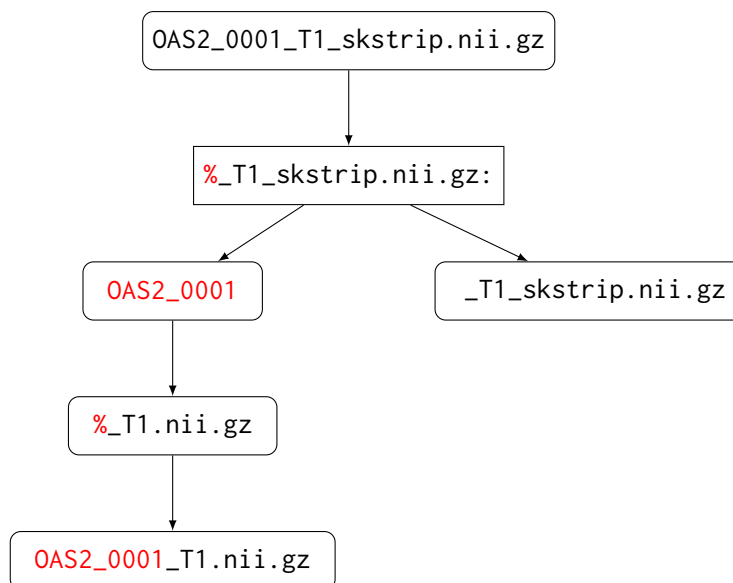 OAS2_0001_T1_skstrip.nii.gz
%_T1_skstrip.nii.gz:
OAS2_0001
_T1_skstrip.nii.gz
%_T1.nii.gz
OAS2_0001_T1.nii.gz